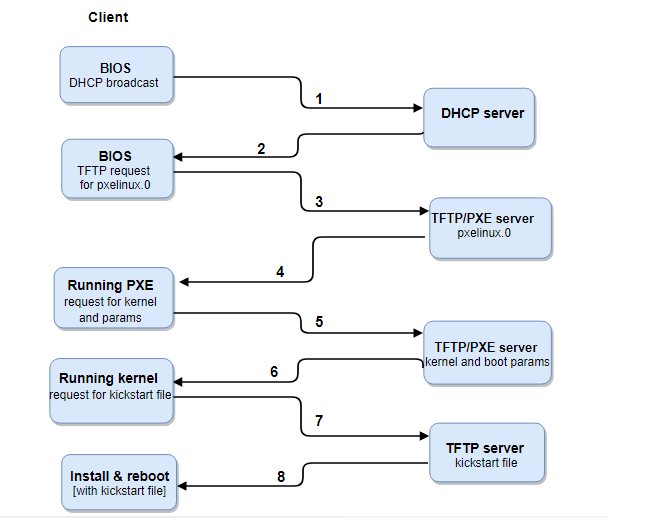 Client
BIOS
DHCP broadcast
1
DHCP server
2
BIOS
TFTP request
for pxelinux.0
3
TFTP/PXE server
pxelinux.0
4
Running PXE
request for kernel
and params
5
TFTP/PXE server
kernel and boot params
6
Running kernel
request for kickstart file
7
TFTP server
kickstart file
8
Install & reboot
[with kickstart file]